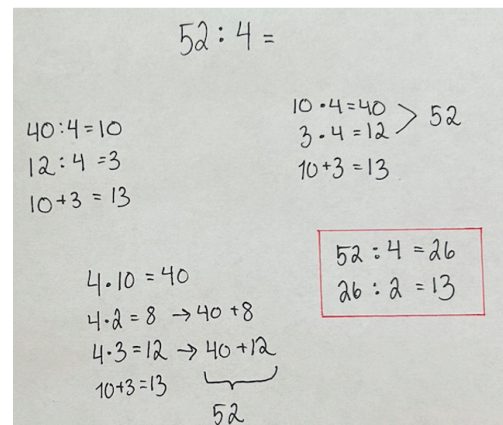 52 : 4 =
40 : 4 = 10
12 : 4 = 3
10 + 3 = 13
10 · 4 = 40
3 · 4 = 12 > 52
10 + 3 = 13
52 : 4 = 26
26 : 2 = 13
4 · 10 = 40
4 · 2 = 8 → 40 + 8
4 · 3 = 12 → 40 + 12
10 + 3 = 13
52